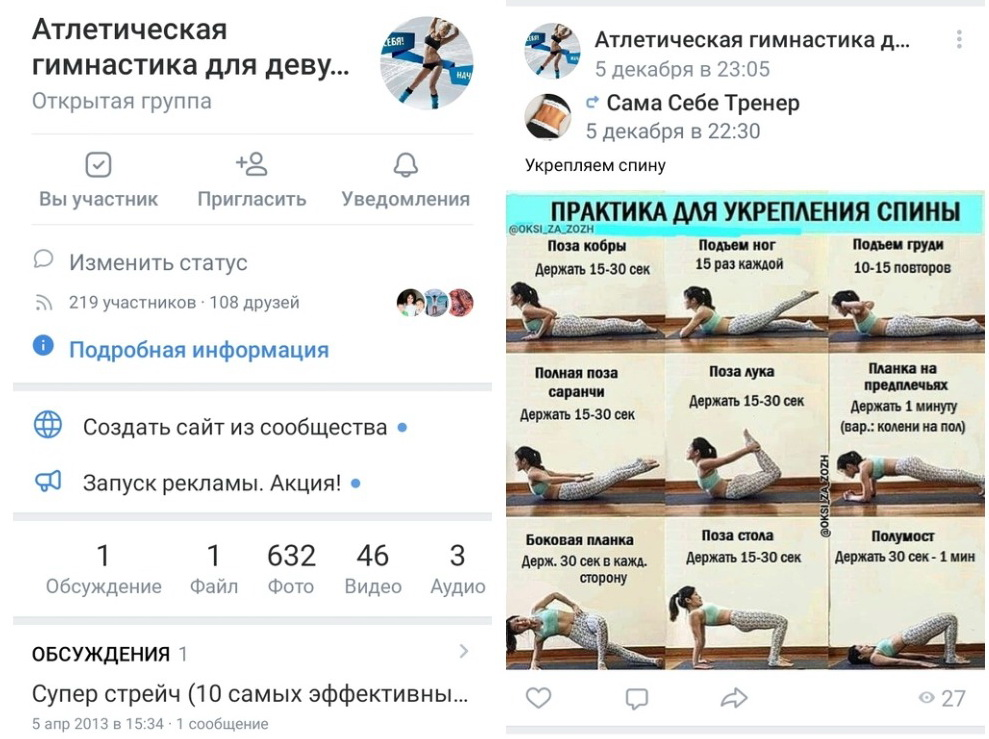 Атлетическая
гимнастика для деву...
Открытая группа
СЕБЯ!
НАЧ
Вы участник
Пригласить
Уведомления
Изменить статус
219 участников · 108 друзей
Подробная информация
Создать сайт из сообщества
Запуск рекламы. Акция!
1 1 632 46 3
Обсуждение Файл Фото Видео Аудио
ОБСУЖДЕНИЯ 1
Супер стрейч (10 самых эффективны...
5 апр 2013 в 15:34 · 1 сообщение
Атлетическая гимнастика д...
5 декабря в 23:05
Сама Себе Тренер
5 декабря в 22:30
Укрепляем спину
ПРАКТИКА ДЛЯ УКРЕПЛЕНИЯ СПИНЫ
@OKSI_ZA_ZOZH
Поза кобры
Держать 15-30 сек
Подъем ног
15 раз каждой
Подъем груди
10-15 повторов
Полная поза
саранчи
Держать 15-30 сек
Поза лука
Держать 15-30 сек
Планка на
предплечьях
Держать 1 минуту
(вар.: колени на пол)
@OKSI_ZA_ZOZH
Боковая планка
Держ. 30 сек в кажд.
сторону
Поза стола
Держать 15-30 сек
Полумост
Держать 30 сек - 1 мин
27